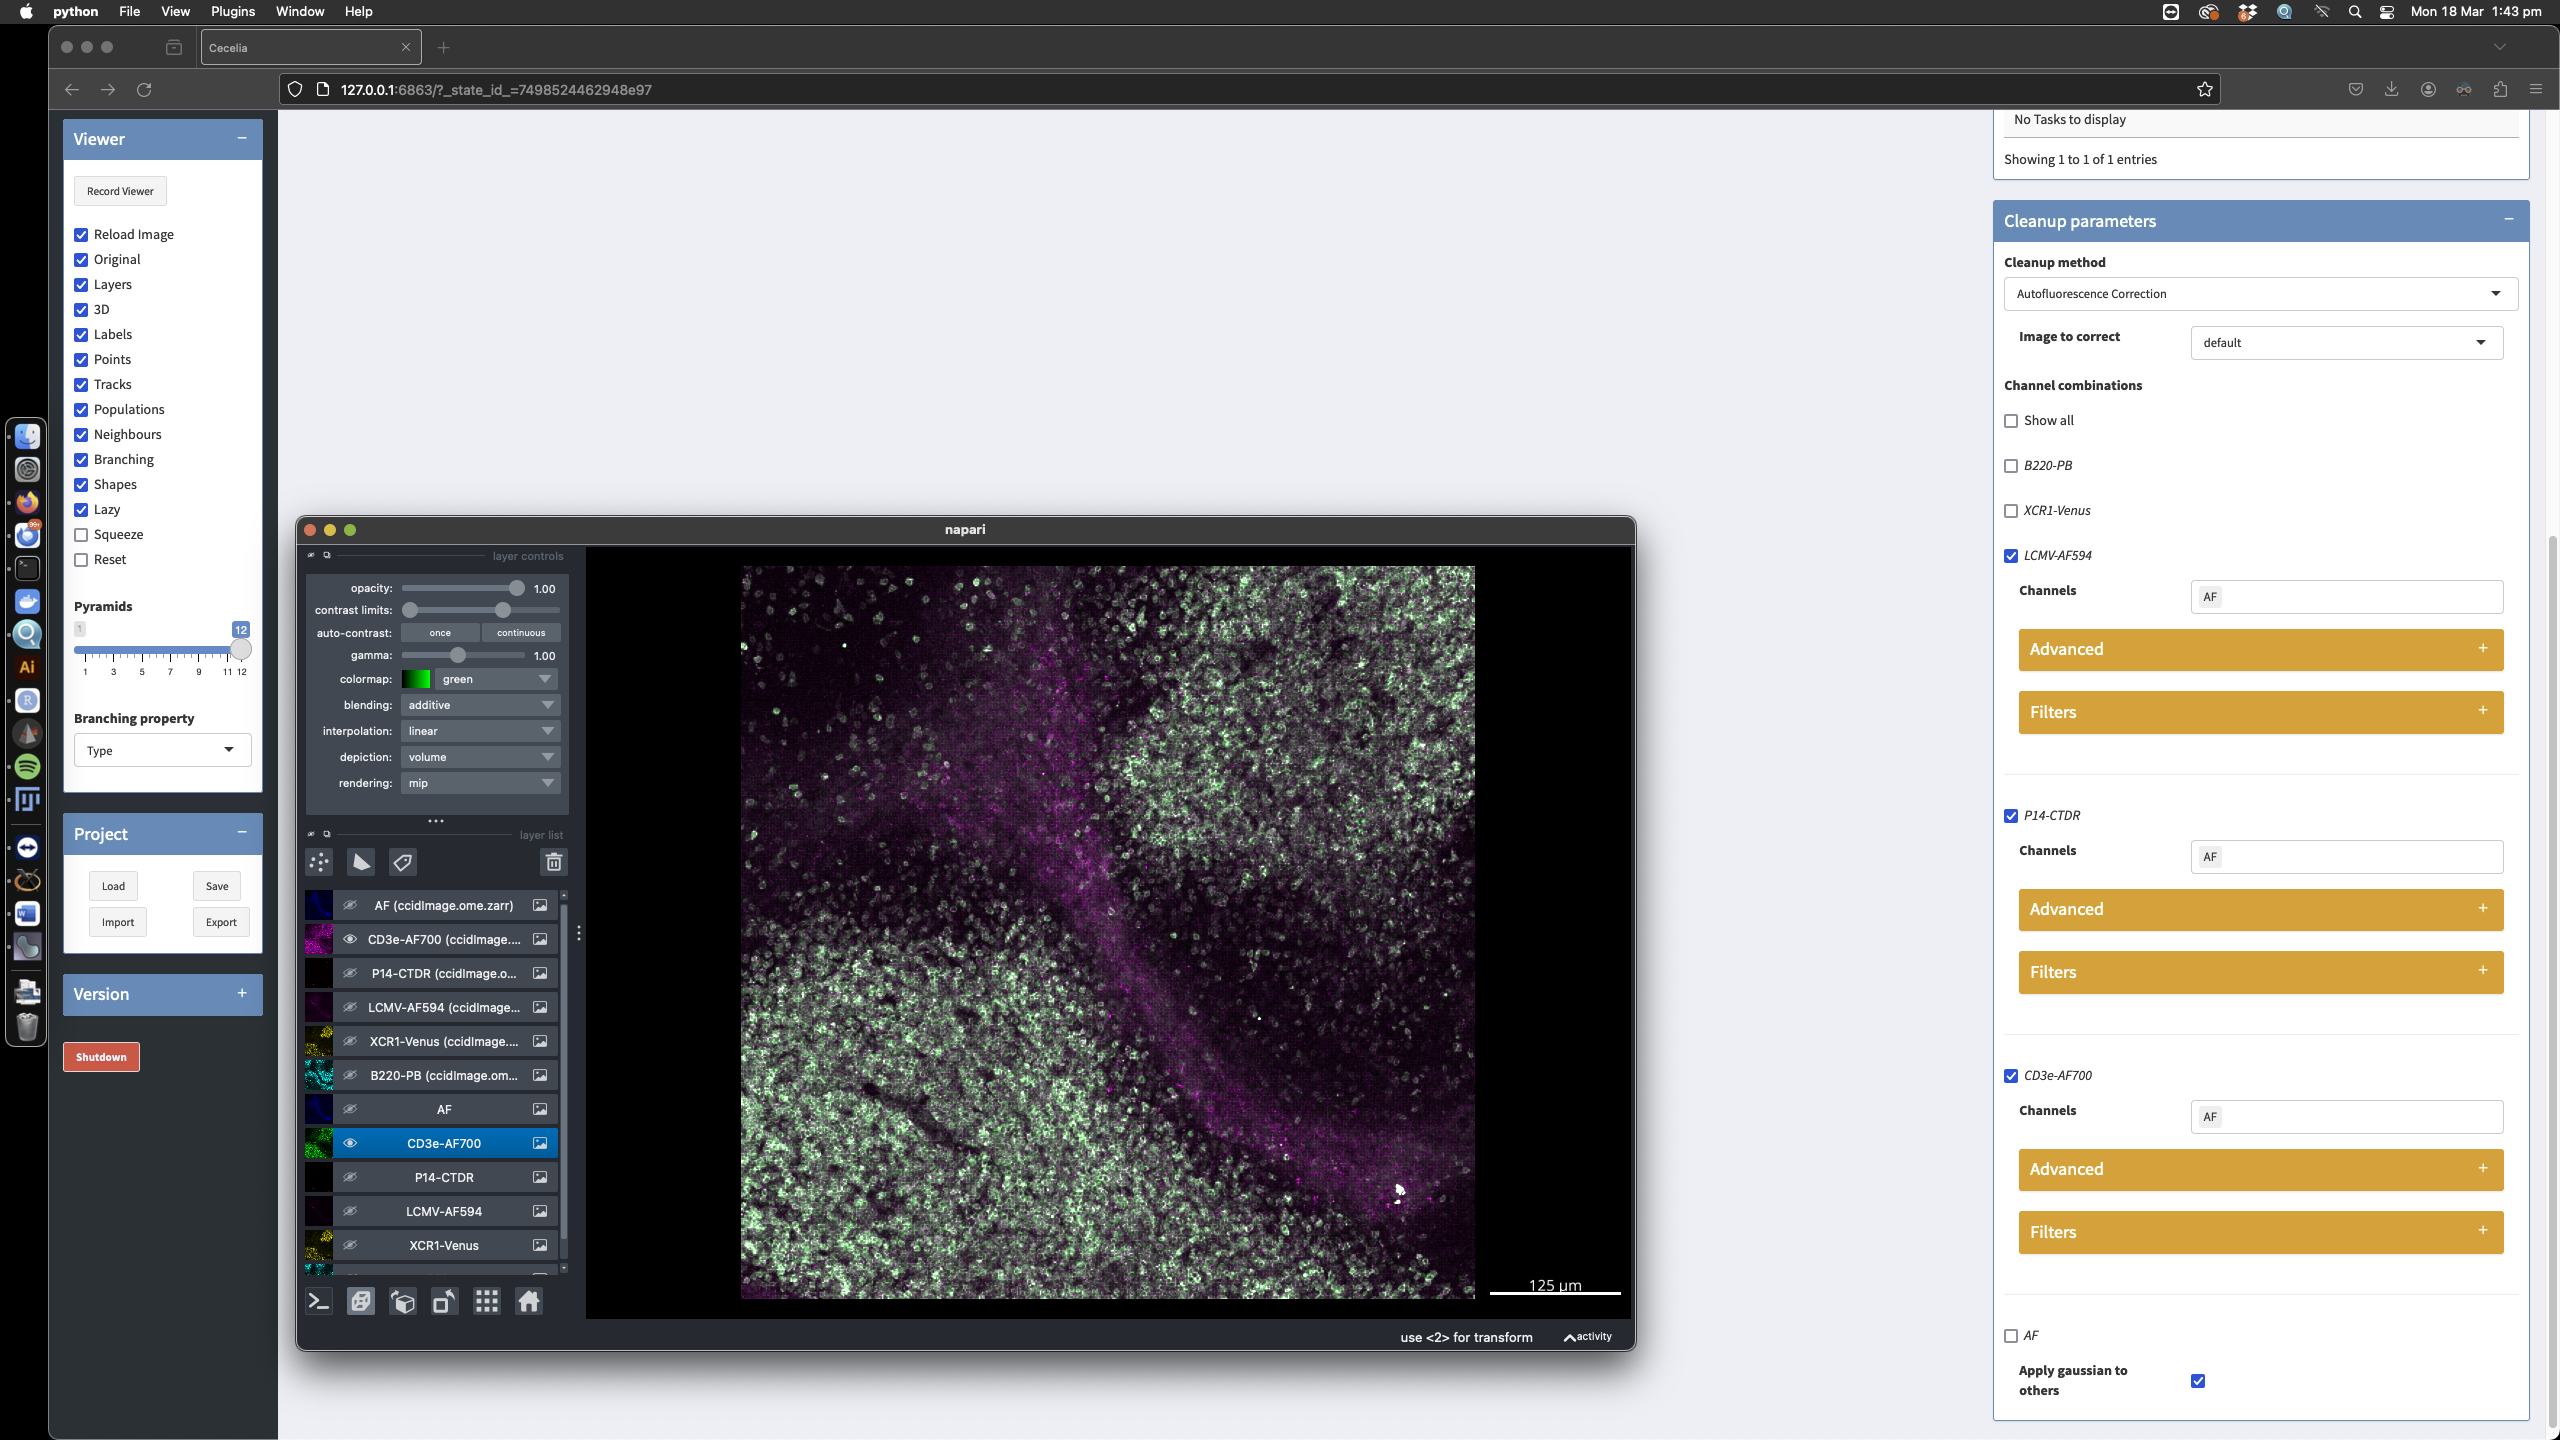 python File View Plugins Window Help
Mon 18 Mar 1:43 pm
Cecelia
127.0.0.1:6863/?_state_id_=7498524462948e97
Viewer
Record Viewer
Reload Image
Original
Layers
3D
Labels
Points
Tracks
Populations
Neighbours
Branching
Shapes
Lazy
Squeeze
Reset
Pyramids
1 12
1 3 5 7 9 11 12
Branching property
Type
Project
Load Save
Import Export
Version
Shutdown
napari
layer controls
opacity: 1.00
contrast limits:
auto-contrast: once continuous
gamma: 1.00
colormap: green
blending: additive
interpolation: linear
depiction: volume
rendering: mip
layer list
AF (ccidImage.ome.zarr)
CD3e-AF700 (ccidImage....
P14-CTDR (ccidImage.o...
LCMV-AF594 (ccidImage...
XCR1-Venus (ccidImage....
B220-PB (ccidImage.om...
AF
CD3e-AF700
P14-CTDR
LCMV-AF594
XCR1-Venus
125 μm
use <2> for transform
activity
No Tasks to display
Showing 1 to 1 of 1 entries
Cleanup parameters
Cleanup method
Autofluorescence Correction
Image to correct default
Channel combinations
Show all
B220-PB
XCR1-Venus
LCMV-AF594
Channels AF
Advanced
Filters
P14-CTDR
Channels AF
Advanced
Filters
CD3e-AF700
Channels AF
Advanced
Filters
AF
Apply gaussian to
others
99+
Ai
R
W